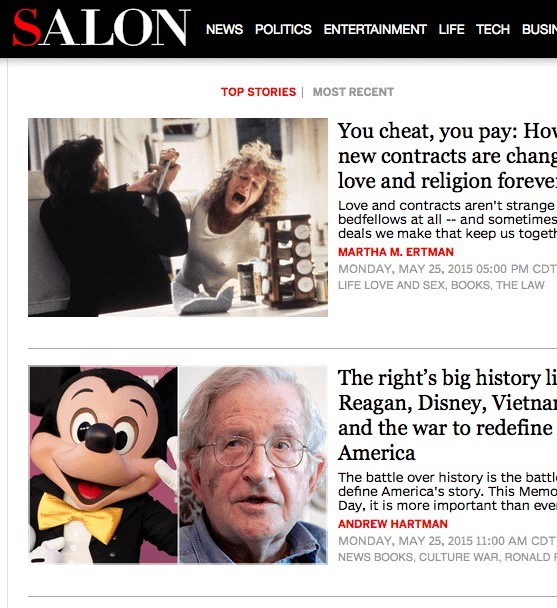 SALON NEWS POLITICS ENTERTAINMENT LIFE TECH BUSIN
TOP STORIES | MOST RECENT
You cheat, you pay: How
new contracts are chang
love and religion foreve
Love and contracts aren't strange
bedfellows at all -- and sometimes
deals we make that keep us togeth
MARTHA M. ERTMAN
MONDAY, MAY 25, 2015 05:00 PM CDT
LIFE LOVE AND SEX, BOOKS, THE LAW
The right's big history li
Reagan, Disney, Vietnam
and the war to redefine
America
The battle over history is the battl
define America's story. This Memo
Day, it is more important than eve
ANDREW HARTMAN
MONDAY, MAY 25, 2015 11:00 AM CDT
NEWS BOOKS, CULTURE WAR, RONALD R